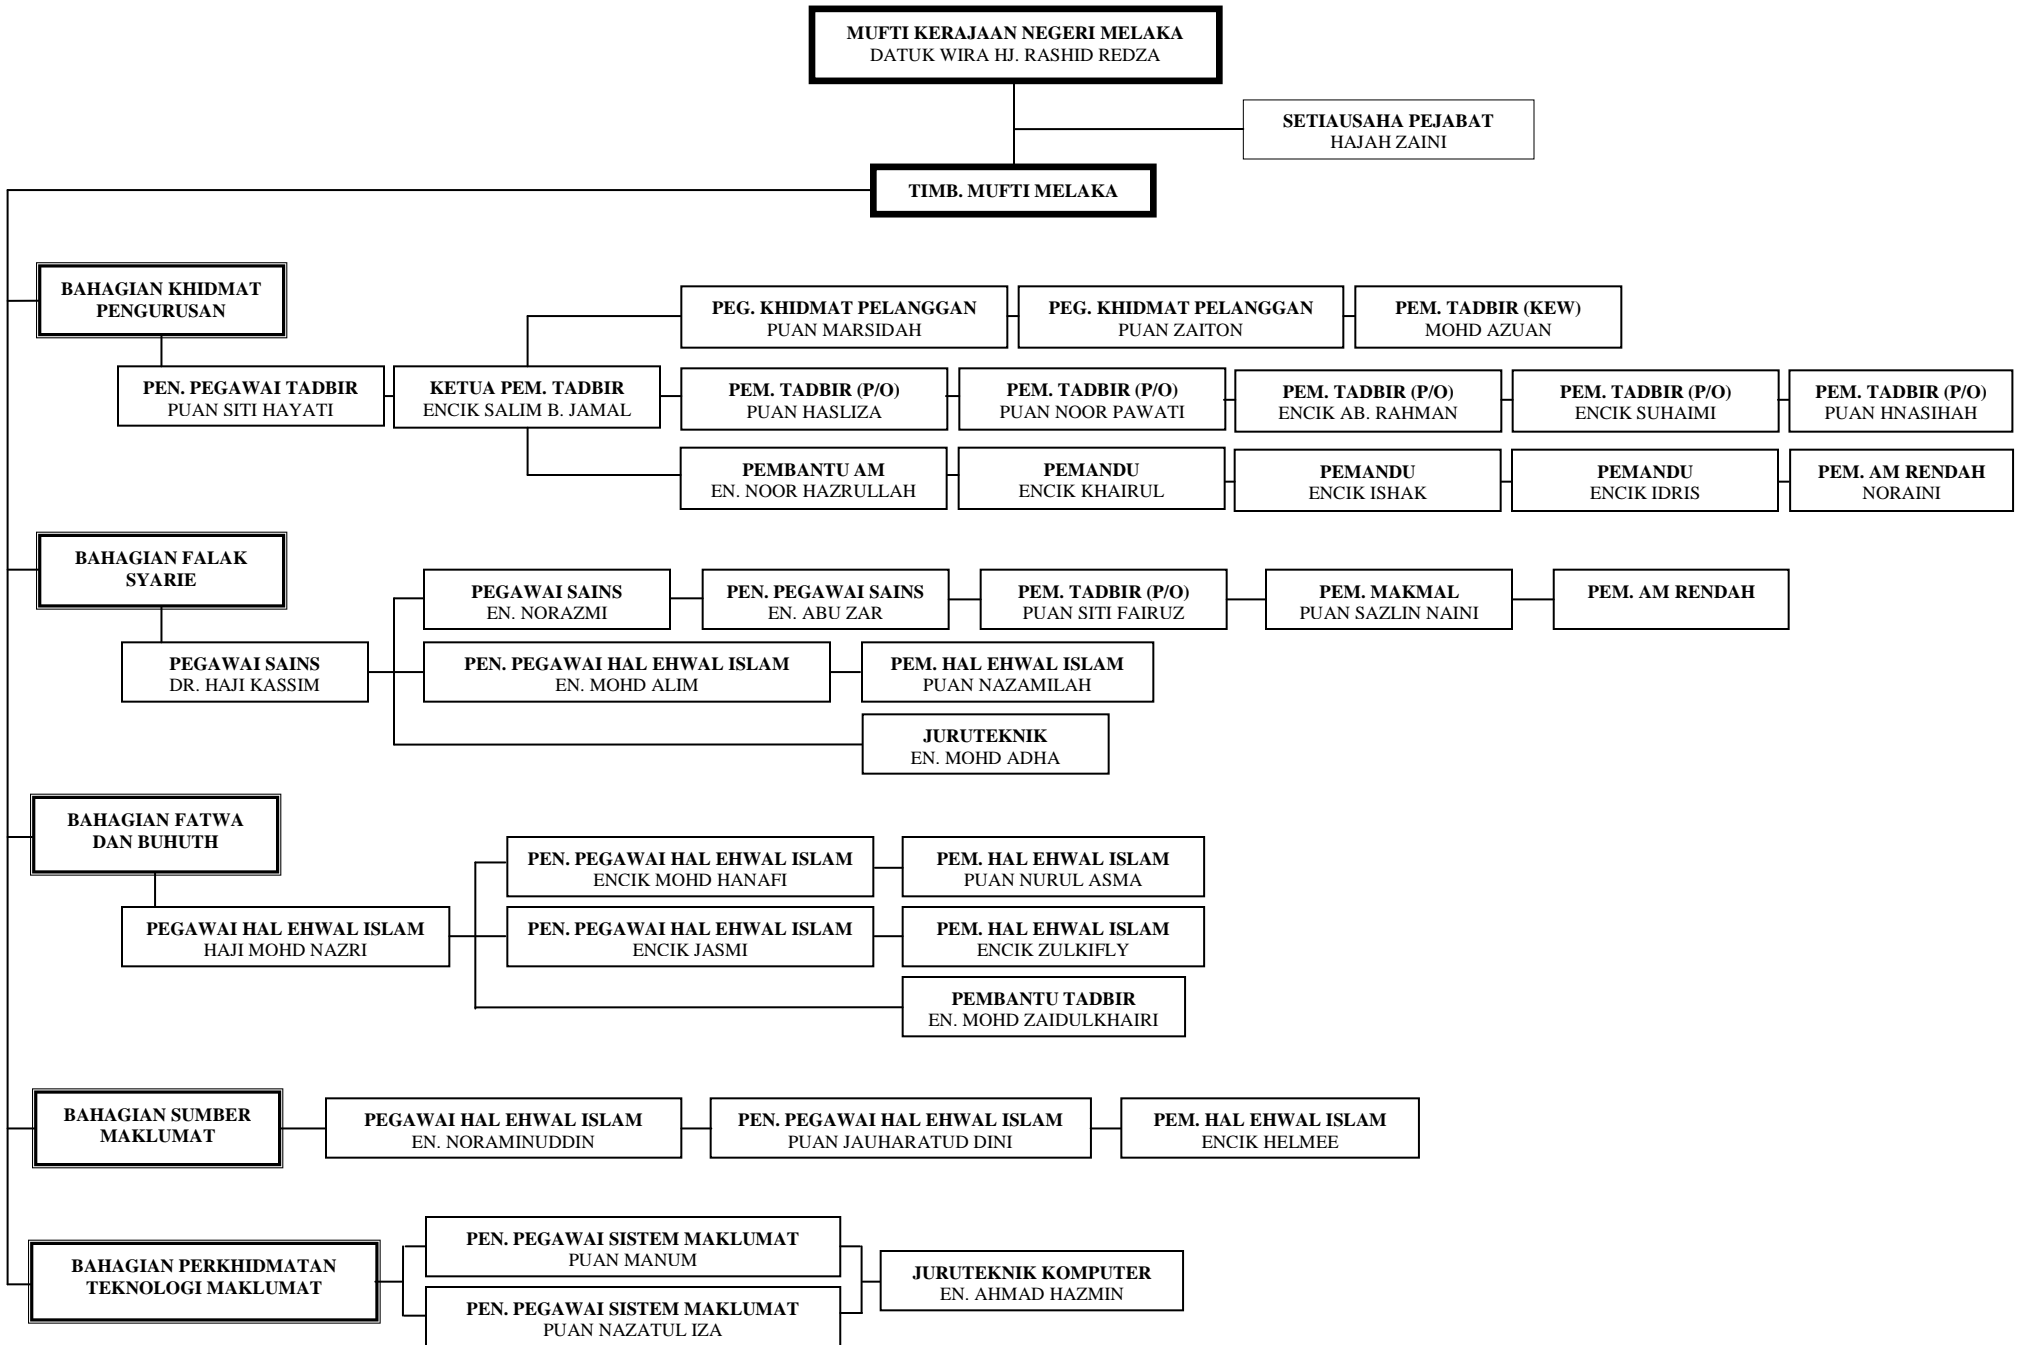 MUFTI KERAJAAN NEGERI MELAKA
DATUK WIRA HJ. RASHID REDZA
SETIAUSAHA PEJABAT
HAJAH ZAINI
TIMB. MUFTI MELAKA
BAHAGIAN KHIDMAT
PENGURUSAN
PEN. PEGAWAI TADBIR
PUAN SITI HAYATI
KETUA PEM. TADBIR
ENCIK SALIM B. JAMAL
PEG. KHIDMAT PELANGGAN
PUAN MARSIDAH
PEG. KHIDMAT PELANGGAN
PUAN ZAITON
PEM. TADBIR (KEW)
MOHD AZUAN
PEM. TADBIR (P/O)
PUAN HASLIZA
PEM. TADBIR (P/O)
PUAN NOOR PAWATI
PEM. TADBIR (P/O)
ENCIK AB. RAHMAN
PEM. TADBIR (P/O)
ENCIK SUHAIMI
PEM. TADBIR (P/O)
PUAN HNASIHAH
PEMBANTU AM
EN. NOOR HAZRULLAH
PEMANDU
ENCIK KHAIRUL
PEMANDU
ENCIK ISHAK
PEMANDU
ENCIK IDRIS
PEM. AM RENDAH
NORAINI
BAHAGIAN FALAK
SYARIE
PEGAWAI SAINS
DR. HAJI KASSIM
PEGAWAI SAINS
EN. NORAZMI
PEN. PEGAWAI SAINS
EN. ABU ZAR
PEM. TADBIR (P/O)
PUAN SITI FAIRUZ
PEM. MAKMAL
PUAN SAZLIN NAINI
PEM. AM RENDAH
PEN. PEGAWAI HAL EHWAL ISLAM
EN. MOHD ALIM
PEM. HAL EHWAL ISLAM
PUAN NAZAMILAH
JURUTEKNIK
EN. MOHD ADHA
BAHAGIAN FATWA
DAN BUHUTH
PEGAWAI HAL EHWAL ISLAM
HAJI MOHD NAZRI
PEN. PEGAWAI HAL EHWAL ISLAM
ENCIK MOHD HANAFI
PEM. HAL EHWAL ISLAM
PUAN NURUL ASMA
PEN. PEGAWAI HAL EHWAL ISLAM
ENCIK JASMI
PEM. HAL EHWAL ISLAM
ENCIK ZULKIFLY
PEMBANTU TADBIR
EN. MOHD ZAIDULKHAIRI
BAHAGIAN SUMBER
MAKLUMAT
PEGAWAI HAL EHWAL ISLAM
EN. NORAMINUDDIN
PEN. PEGAWAI HAL EHWAL ISLAM
PUAN JAUHARATUD DINI
PEM. HAL EHWAL ISLAM
ENCIK HELMEE
BAHAGIAN PERKHIDMATAN
TEKNOLOGI MAKLUMAT
PEN. PEGAWAI SISTEM MAKLUMAT
PUAN MANUM
PEN. PEGAWAI SISTEM MAKLUMAT
PUAN NAZATUL IZA
JURUTEKNIK KOMPUTER
EN. AHMAD HAZMIN